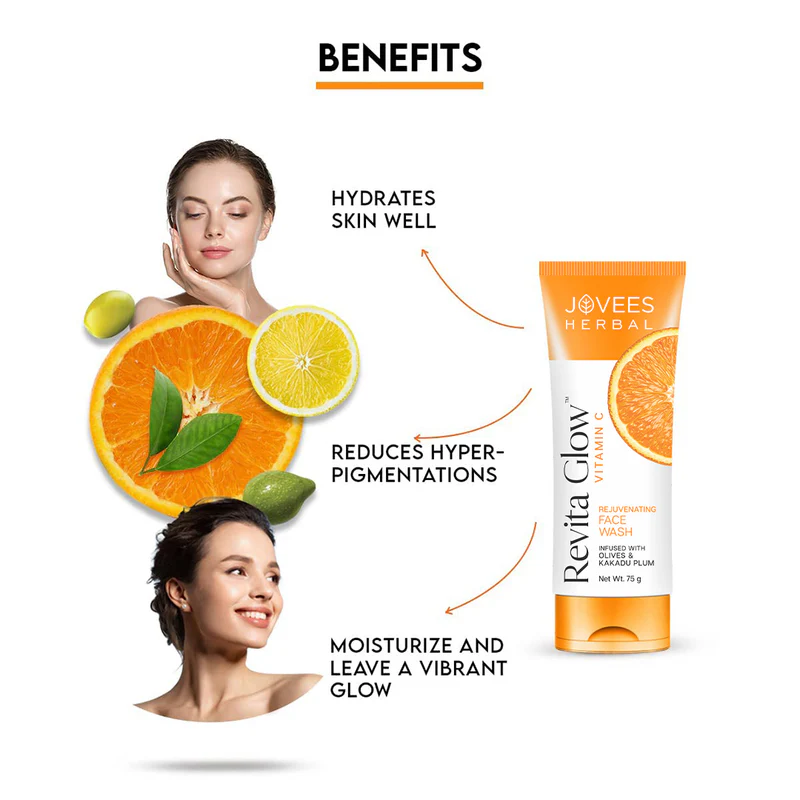 BENEFITS
HYDRATES
SKIN WELL
REDUCES HYPER-
PIGMENTATIONS
MOISTURIZE AND
LEAVE A VIBRANT
GLOW
JOVEES
HERBAL
Revita Glow™
VITAMIN C
REJUVENATING
FACE
WASH
INFUSED WITH
OLIVES &
KAKADU PLUM
Net Wt. 75 g